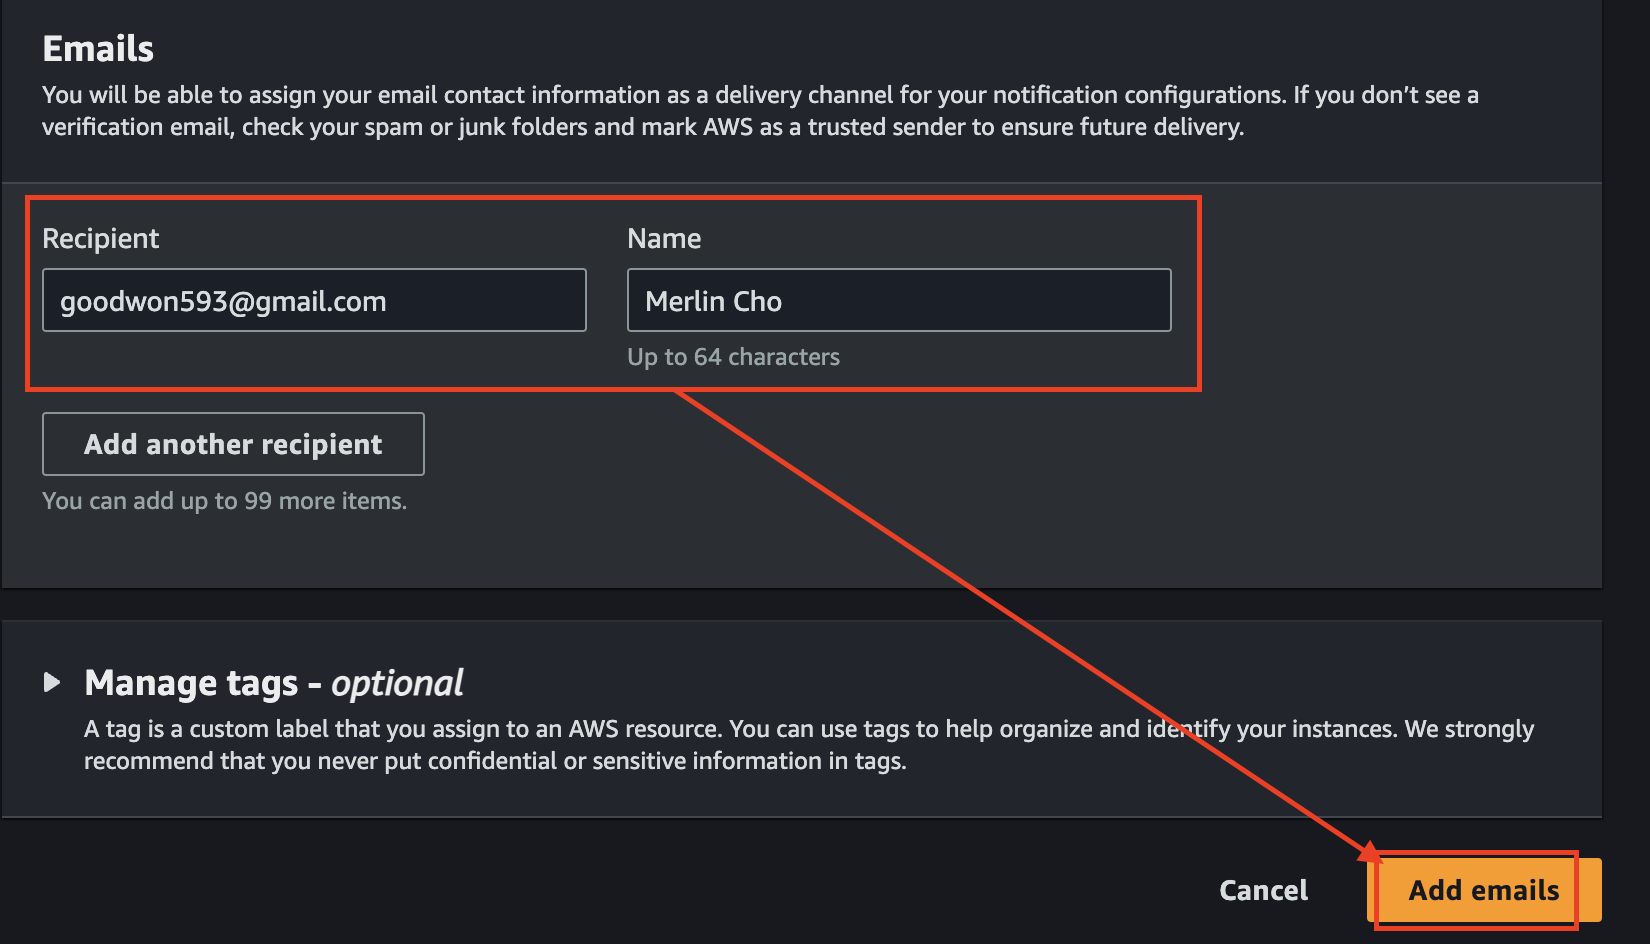 Emails
You will be able to assign your email contact information as a delivery channel for your notification configurations. If you don’t see a
verification email, check your spam or junk folders and mark AWS as a trusted sender to ensure future delivery.
Recipient
Name
goodwon593@gmail.com
Merlin Cho
Up to 64 characters
Add another recipient
You can add up to 99 more items.
Manage tags - optional
A tag is a custom label that you assign to an AWS resource. You can use tags to help organize and identify your instances. We strongly
recommend that you never put confidential or sensitive information in tags.
Cancel
Add emails